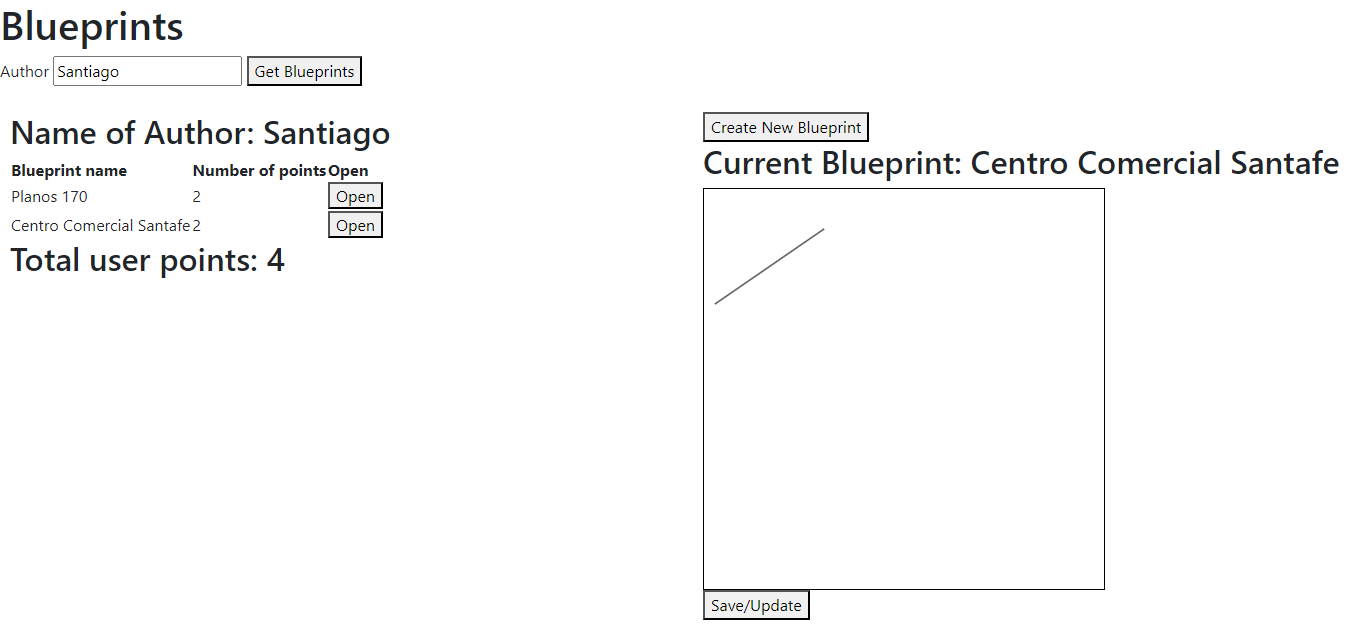 Blueprints
Author Santiago Get Blueprints
Name of Author: Santiago
Blueprint name Number of points Open
Planos 170 2 Open
Centro Comercial Santafe 2 Open
Total user points: 4
Create New Blueprint
Current Blueprint: Centro Comercial Santafe
Save/Update